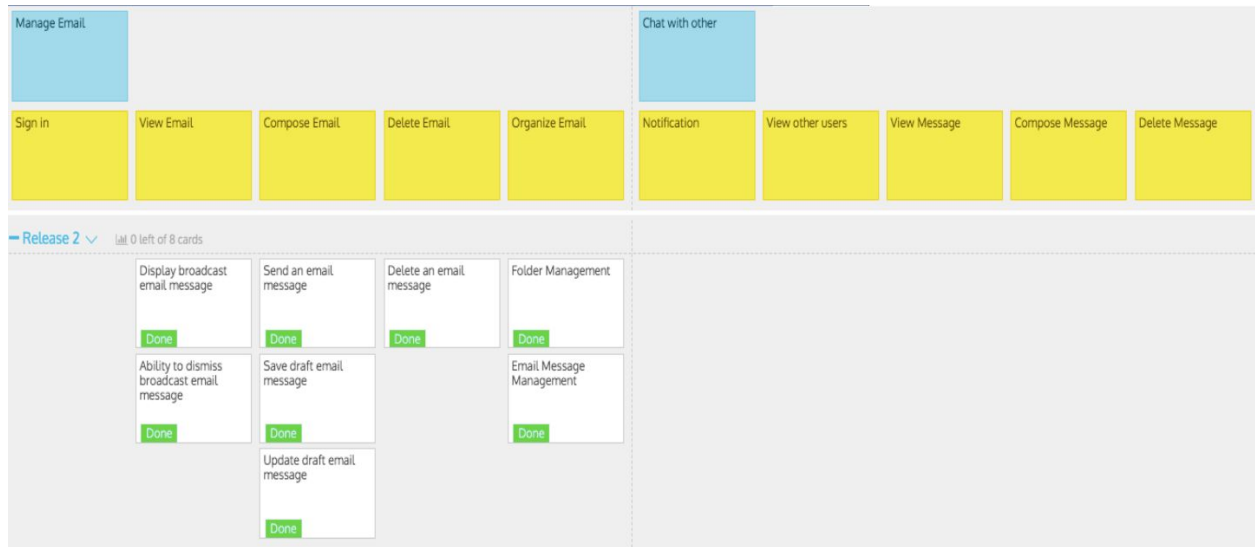 Manage Email
Chat with other
Sign in
View Email
Compose Email
Delete Email
Organize Email
Notification
View other users
View Message
Compose Message
Delete Message
Release 2
0 left of 8 cards
Display broadcast
email message
Done
Send an email
message
Done
Delete an email
message
Done
Folder Management
Done
Ability to dismiss
broadcast email
message
Done
Save draft email
message
Done
Email Message
Management
Done
Update draft email
message
Done